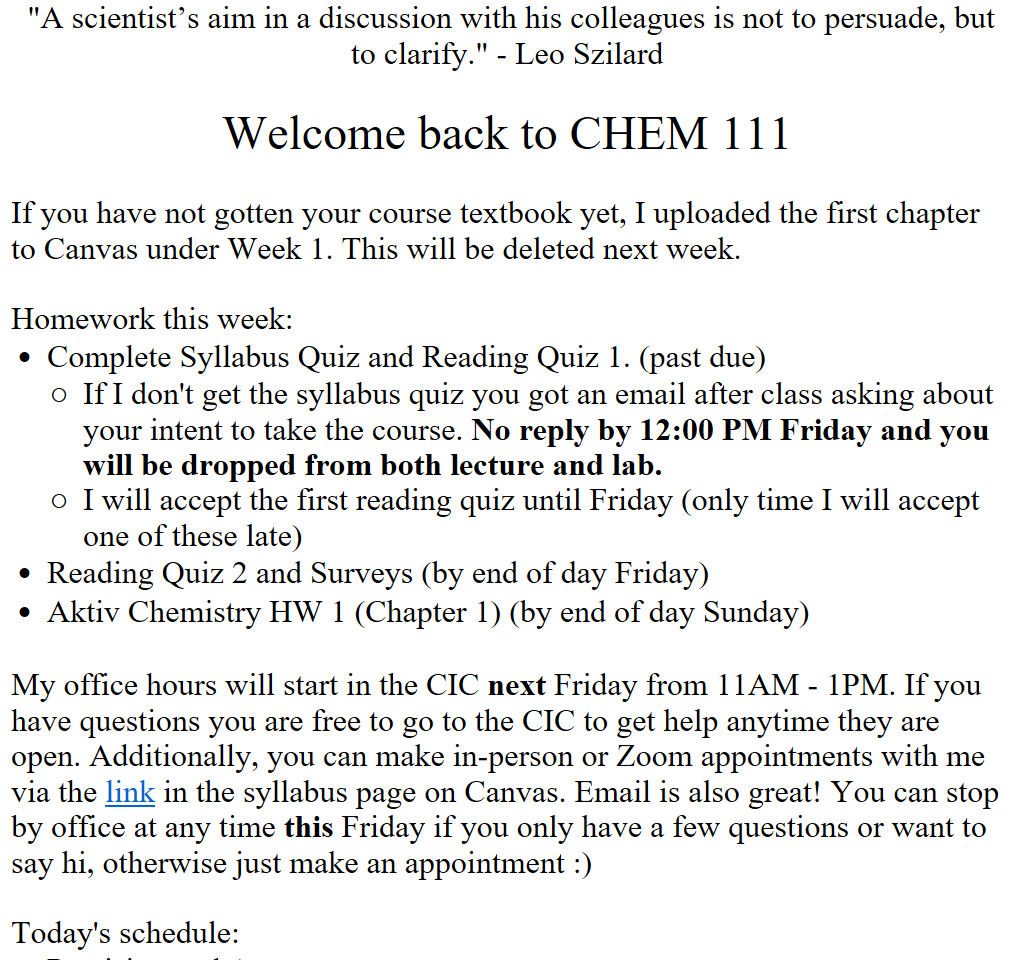 "A scientist’s aim in a discussion with his colleagues is not to persuade, but
to clarify." - Leo Szilard
Welcome back to CHEM 111
If you have not gotten your course textbook yet, I uploaded the first chapter
to Canvas under Week 1. This will be deleted next week.
Homework this week:
• Complete Syllabus Quiz and Reading Quiz 1. (past due)
○ If I don't get the syllabus quiz you got an email after class asking about
your intent to take the course. No reply by 12:00 PM Friday and you
will be dropped from both lecture and lab.
○ I will accept the first reading quiz until Friday (only time I will accept
one of these late)
• Reading Quiz 2 and Surveys (by end of day Friday)
• Aktiv Chemistry HW 1 (Chapter 1) (by end of day Sunday)
My office hours will start in the CIC next Friday from 11AM - 1PM. If you
have questions you are free to go to the CIC to get help anytime they are
open. Additionally, you can make in-person or Zoom appointments with me
via the link in the syllabus page on Canvas. Email is also great! You can stop
by office at any time this Friday if you only have a few questions or want to
say hi, otherwise just make an appointment :)
Today's schedule: